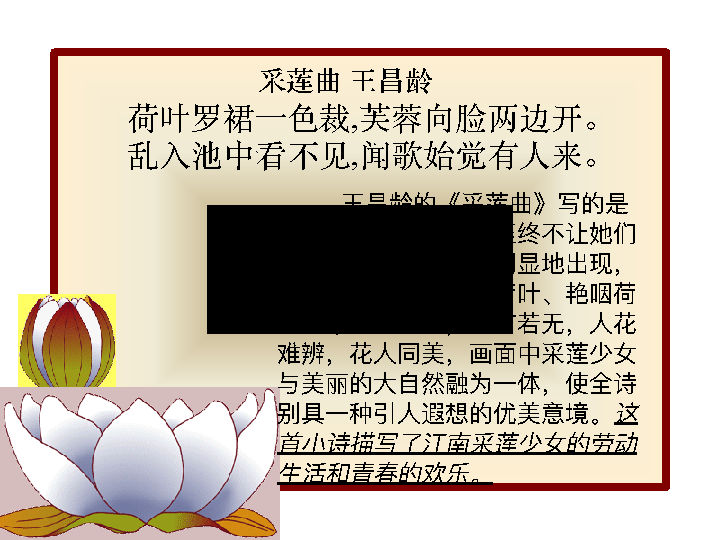 采莲曲 王昌龄
荷叶罗裙一色裁,芙蓉向脸两边开。
乱入池中看不见,闻歌始觉有人来。
王昌龄的《采莲曲》写的是
终不让她们
显地出现，
叶、艳咽荷
若无，人花
难辨，花人同美，画面中采莲少女
与美丽的大自然融为一体，使全诗
别具一种引人遐想的优美意境。这
首小诗描写了江南采莲少女的劳动
生活和青春的欢乐。